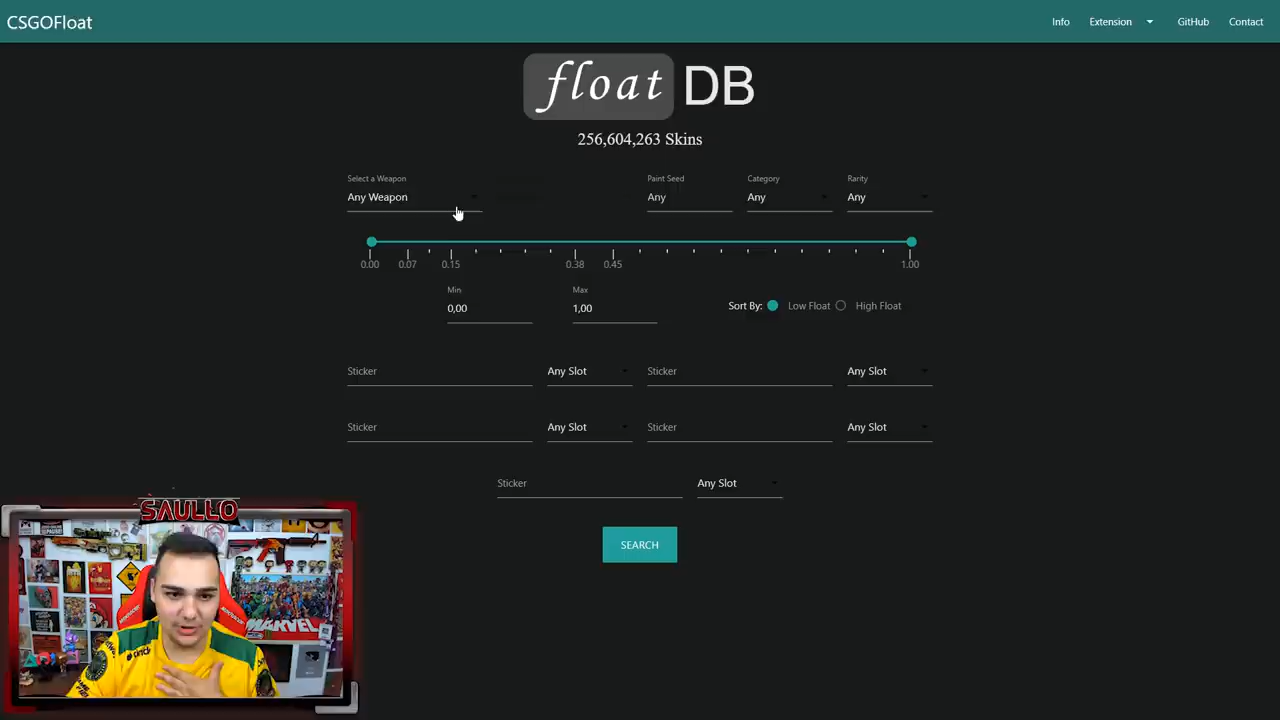 CSGOFloat
Info Extension GitHub Contact
float DB
256,604,263 Skins
Select a Weapon Paint Seed Category Rarity
Any Weapon Any Any Any
0.00 0.07 0.15 0.38 0.45 1.00
Min Max
0,00 1,00 Sort By: Low Float High Float
Sticker Any Slot Sticker Any Slot
Sticker Any Slot Sticker Any Slot
Sticker Any Slot
SEARCH
SAULLO
MARVEL